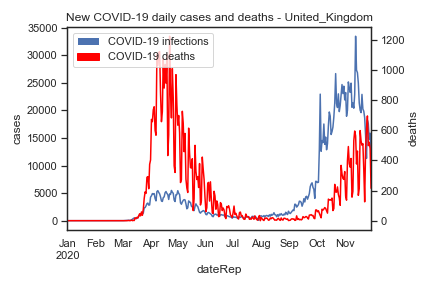 New COVID-19 daily cases and deaths - United_Kingdom
COVID-19 infections
COVID-19 deaths
35000
30000
25000
20000
15000
10000
5000
0
cases
1200
1000
800
600
400
200
0
deaths
Jan Feb Mar Apr May Jun Jul Aug Sep Oct Nov
2020
dateRep